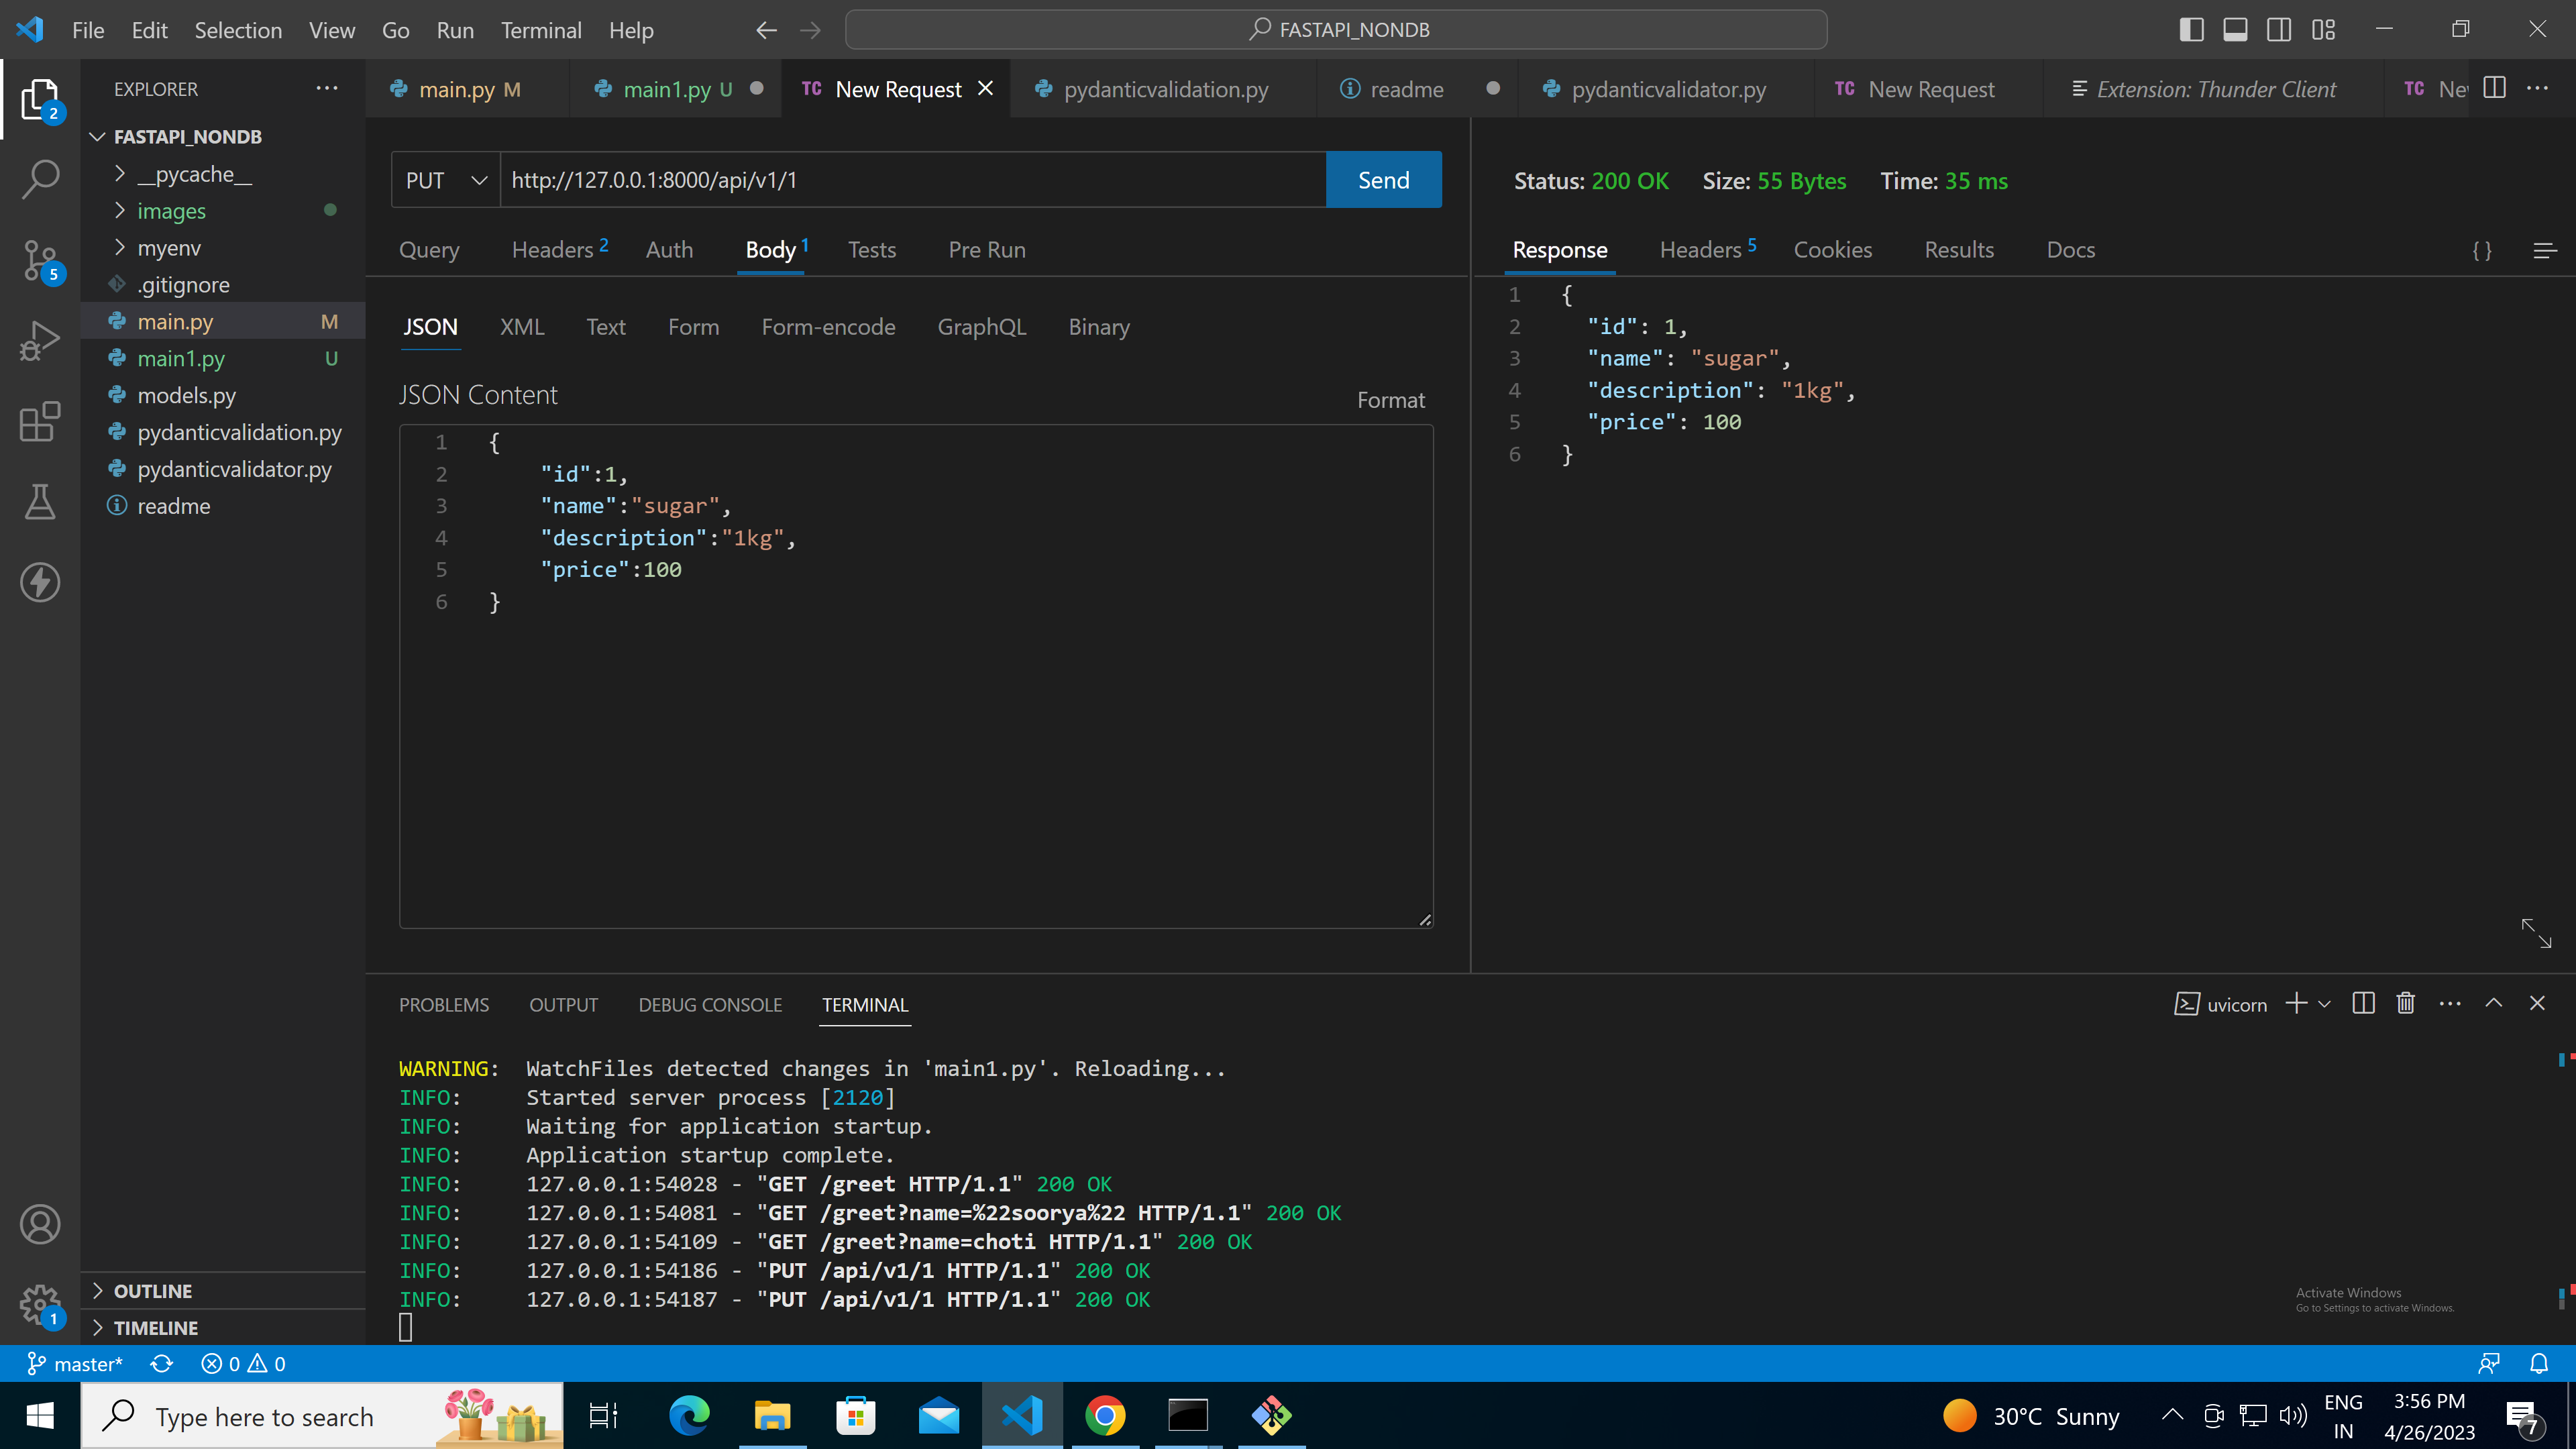 File Edit Selection View Go Run Terminal Help FASTAPI_NONDB
EXPLORER
main.py M main1.py U TC New Request pydanticvalidation.py readme pydanticvalidator.py TC New Request Extension: Thunder Client TC Ne
2
FASTAPI_NONDB
__pycache__
images
myenv
.gitignore
main.py M
main1.py U
models.py
pydanticvalidation.py
pydanticvalidator.py
readme
5
1
OUTLINE
TIMELINE
PUT http://127.0.0.1:8000/api/v1/1 Send
Query Headers 2 Auth Body 1 Tests Pre Run
JSON XML Text Form Form-encode GraphQL Binary
JSON Content
Format
1 {
2 "id":1,
3 "name":"sugar",
4 "description":"1kg",
5 "price":100
6 }
Status: 200 OK Size: 55 Bytes Time: 35 ms
Response Headers 5 Cookies Results Docs { }
1 {
2 "id": 1,
3 "name": "sugar",
4 "description": "1kg",
5 "price": 100
6 }
PROBLEMS OUTPUT DEBUG CONSOLE TERMINAL
uvicorn
WARNING: WatchFiles detected changes in 'main1.py'. Reloading...
INFO: Started server process [2120]
INFO: Waiting for application startup.
INFO: Application startup complete.
INFO: 127.0.0.1:54028 - "GET /greet HTTP/1.1" 200 OK
INFO: 127.0.0.1:54081 - "GET /greet?name=%22soorya%22 HTTP/1.1" 200 OK
INFO: 127.0.0.1:54109 - "GET /greet?name=choti HTTP/1.1" 200 OK
INFO: 127.0.0.1:54186 - "PUT /api/v1/1 HTTP/1.1" 200 OK
INFO: 127.0.0.1:54187 - "PUT /api/v1/1 HTTP/1.1" 200 OK
Activate Windows
Go to Settings to activate Windows.
master* 0 0
Type here to search
30°C Sunny
ENG
IN
3:56 PM
4/26/2023
7